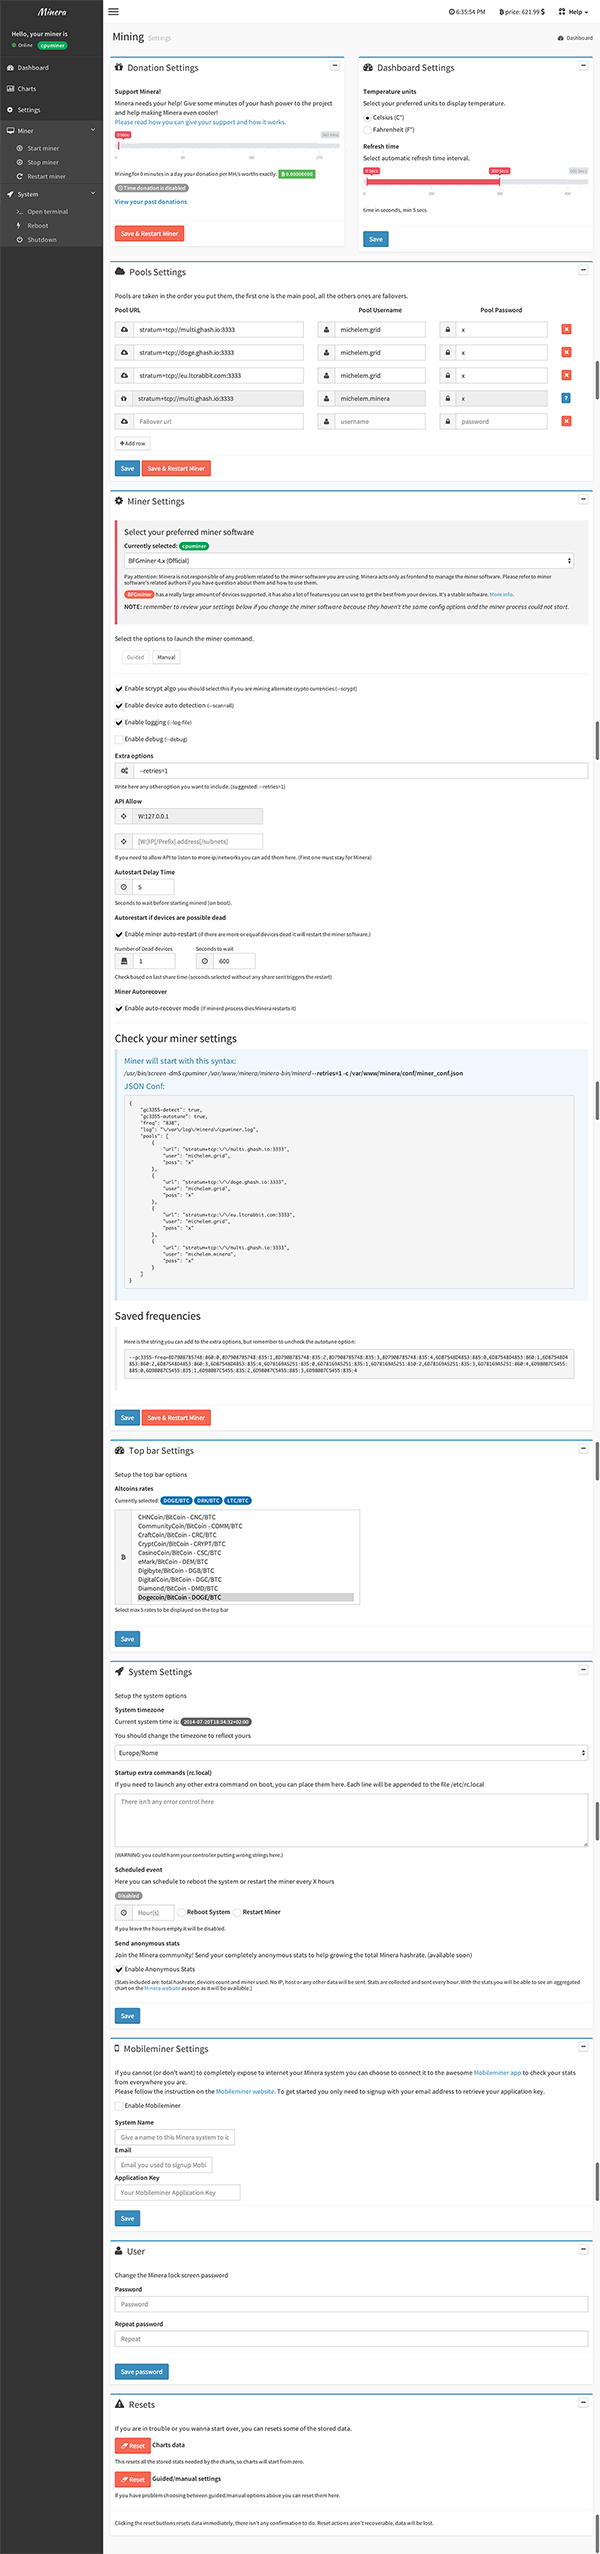 Minera
6:35:54 PM
price: 621.99 $
Help
Hello, your miner is
Online cpuminer
Dashboard
Charts
Settings
Miner
Start miner
Stop miner
Restart miner
System
Open terminal
Reboot
Shutdown
Mining Settings
Dashboard
Donation Settings
Support Minera!
Minera needs your help! Give some minutes of your hash power to the project
and help making Minera even cooler!
Please read how you can give your support and how it works.
0 Mins
360 Mins
0 90 180 270
Mining for 0 minutes in a day your donation per MH/s worths exactly: 0.00000000
Time donation is disabled
View your past donations
Save & Restart Miner
Dashboard Settings
Temperature units
Select your preferred units to display temperature.
Celsius (C°)
Fahrenheit (F°)
Refresh time
Select automatic refresh time interval.
0 Secs 300 Secs
time in seconds, min 5 secs
Save
Pools Settings
Pools are taken in the order you put them, the first one is the main pool, all the others ones are failovers.
Pool URL Pool Username Pool Password
stratum+tcp://multi.ghash.io:3333 michelem.grid x
stratum+tcp://doge.ghash.io:3333 michelem.grid x
stratum+tcp://eu.ltcrabbit.com:3333 michelem.grid x
stratum+tcp://multi.ghash.io:3333 michelem.minera x ?
Failover url username password
Add row
Save Save & Restart Miner
Miner Settings
Select your preferred miner software
Currently selected: cpuminer
BFGminer 4.x (Official)
Pay attention: Minera is not responsible of any problem related to the miner software you are using. Minera acts only as frontend to manage the miner software. Please refer to miner
software's related authors if you have question about them and how to use them.
BFGminer has a really large amount of devices supported, it has also a lot of features you can use to get the best from your devices. It's a stable software. More info.
NOTE: remember to review your settings below if you change the miner software because they haven't the same config options and the miner process could not start.
Select the options to launch the miner command.
Guided Manual
Enable scrypt algo you should select this if you are mining alternate crypto currencies (--scrypt)
Enable device auto detection (--scan=all)
Enable logging (--log-file)
Enable debug (--debug)
Extra options
--retries=1
Write here any other option you want to include. (suggested: --retries=1)
API Allow
W:127.0.0.1
[W:]IP[/Prefix] address[/subnets]
If you need to allow API to listen to more ip/networks you can add them here. (First one must stay for Minera)
Autostart Delay Time
5
Seconds to wait before starting minerd (on boot).
Autorestart if devices are possible dead
Enable miner auto-restart (if there are more or equal devices dead it will restart the miner software.)
Number of Dead devices Seconds to wait
1 600
Check based on last share time (seconds selected without any share sent triggers the restart)
Miner Autorecover
Enable auto-recover mode (If minerd process dies Minera restarts it)
Check your miner settings
Miner will start with this syntax:
/usr/bin/screen -dmS cpuminer /var/www/minera/minera-bin/minerd --retries=1 -c /var/www/minera/conf/miner_conf.json
JSON Conf:
{
"gc3355-detect": true,
"gc3355-autotune": true,
"freq": "838",
"log": "\/var\/log\/minerd\/cpuminer.log",
"pools": [
{
"url": "stratum+tcp:\/\/multi.ghash.io:3333",
"user": "michelem.grid",
"pass": "x"
},
{
"url": "stratum+tcp:\/\/doge.ghash.io:3333",
"user": "michelem.grid",
"pass": "x"
},
{
"url": "stratum+tcp:\/\/eu.ltcrabbit.com:3333",
"user": "michelem.grid",
"pass": "x"
},
{
"url": "stratum+tcp:\/\/multi.ghash.io:3333",
"user": "michelem.minera",
"pass": "x"
}
]
}
Saved frequencies
Here is the string you can add to the extra options, but remember to uncheck the autotune option:
Save Save & Restart Miner
Top bar Settings
Setup the top bar options
Altcoins rates
Currently selected: DOGE/BTC DRK/BTC LTC/BTC
CHNCoin/BitCoin - CNC/BTC
CommunityCoin/BitCoin - COMM/BTC
CraftCoin/BitCoin - CRC/BTC
CryptCoin/BitCoin - CRYPT/BTC
CasinoCoin/BitCoin - CSC/BTC
eMark/BitCoin - DEM/BTC
Digibyte/BitCoin - DGB/BTC
DigitalCoin/BitCoin - DGC/BTC
Diamond/BitCoin - DMD/BTC
Dogecoin/BitCoin - DOGE/BTC
Select max 5 rates to be displayed on the top bar
Save
System Settings
Setup the system options
System timezone
Current system time is: 2014-07-20T18:34:32+02:00
You should change the timezone to reflect yours
Europe/Rome
Startup extra commands (rc.local)
If you need to launch any other extra command on boot, you can place them here. Each line will be appended to the file /etc/rc.local
There isn't any error control here
(WARNING: you could harm your controller putting wrong strings here.)
Scheduled event
Here you can schedule to reboot the system or restart the miner every X hours
Disabled
Hour(s) Reboot System Restart Miner
If you leave the hours empty it will be disabled.
Send anonymous stats
Join the Minera community! Send your completely anonymous stats to help growing the total Minera hashrate. (available soon)
Enable Anonymous Stats
(Stats included are: total hashrate, devices count and miner used. No IP, host or any other data will be sent. Stats are collected and sent every hour. With the stats you will be able to see an aggregated
chart on the Minera website as soon as it will be available.)
Save
Mobileminer Settings
If you cannot (or don't want) to completely expose to internet your Minera system you can choose to connect it to the awesome Mobileminer app to check your stats
from everywhere you are.
Please follow the instruction on the Mobileminer website. To get started you only need to signup with your email address to retrieve your application key.
Enable Mobileminer
System Name
Give a name to this Minera system to ic
Email
Email you used to signup Mobi
Application Key
Your Mobileminer Application Key
Save
User
Change the Minera lock screen password
Password
Password
Repeat password
Repeat
Save password
Resets
If you are in trouble or you wanna start over, you can resets some of the stored data.
Reset Charts data
This resets all the stored stats needed by the charts, so charts will start from zero.
Reset Guided/manual settings
If you have problem choosing between guided/manual options above you can reset them here.
Clicking the reset buttons resets data immediately, there isn't any confirmation to do. Reset actions aren't recoverable, data will be lost.